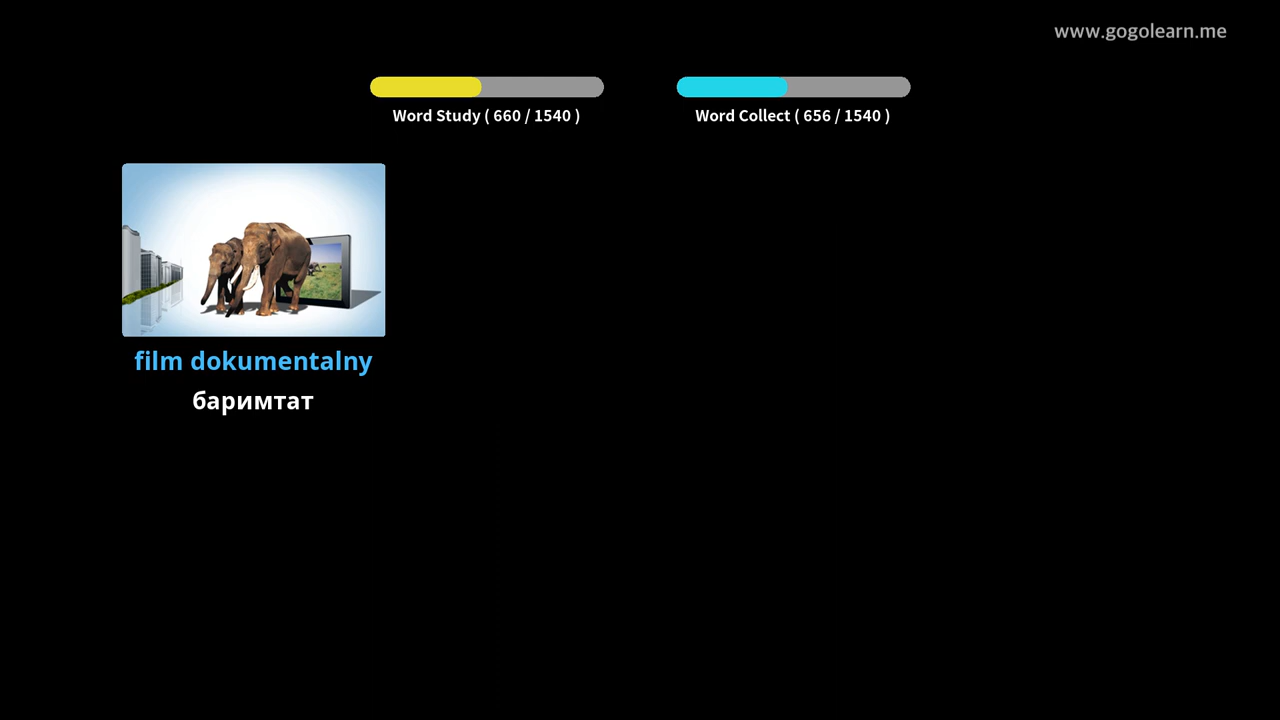 www.gogolearn.me
Word Study ( 660 / 1540 )
Word Collect ( 656 / 1540 )
film dokumentalny
баримтат